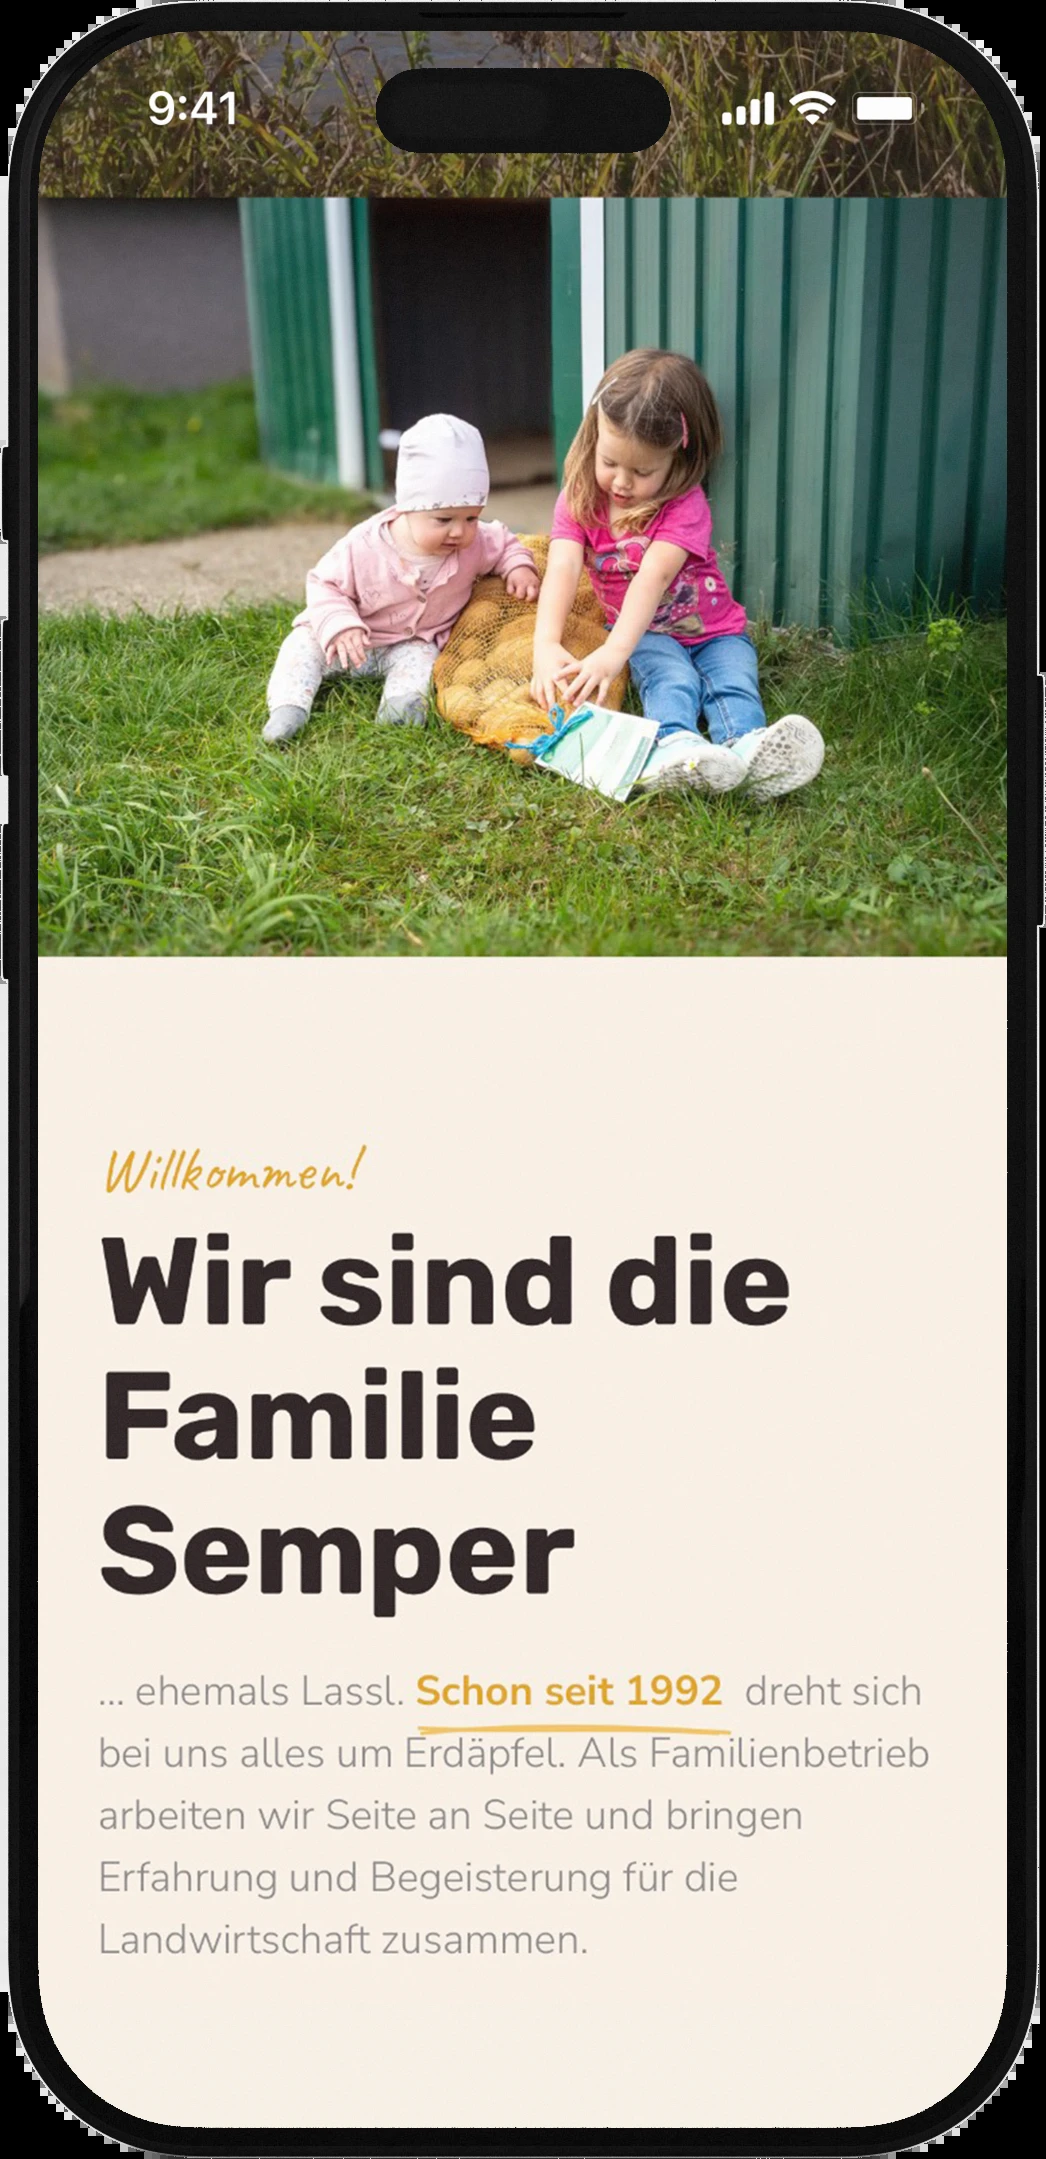 9:41
Willkommen!
Wir sind die
Familie
Semper
... ehemals Lassl. Schon seit 1992 dreht sich
bei uns alles um Erdäpfel. Als Familienbetrieb
arbeiten wir Seite an Seite und bringen
Erfahrung und Begeisterung für die
Landwirtschaft zusammen.